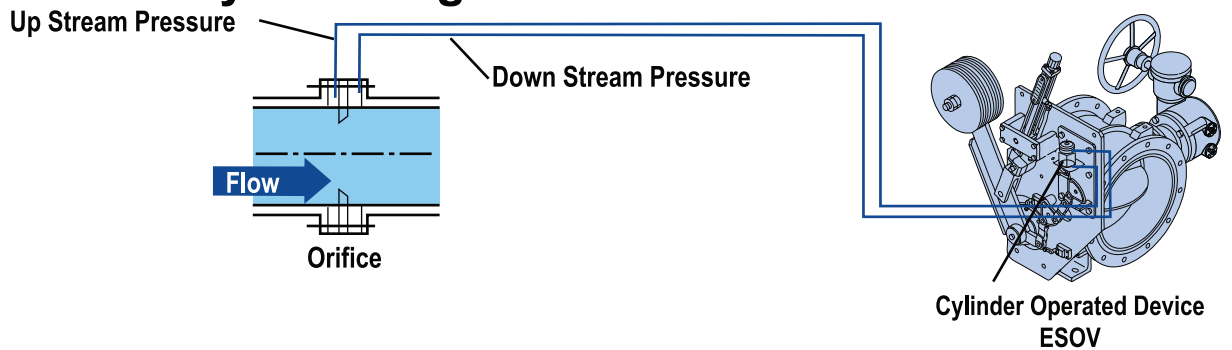 Up Stream Pressure
Down Stream Pressure
Flow
Orifice
Cylinder Operated Device
ESOV